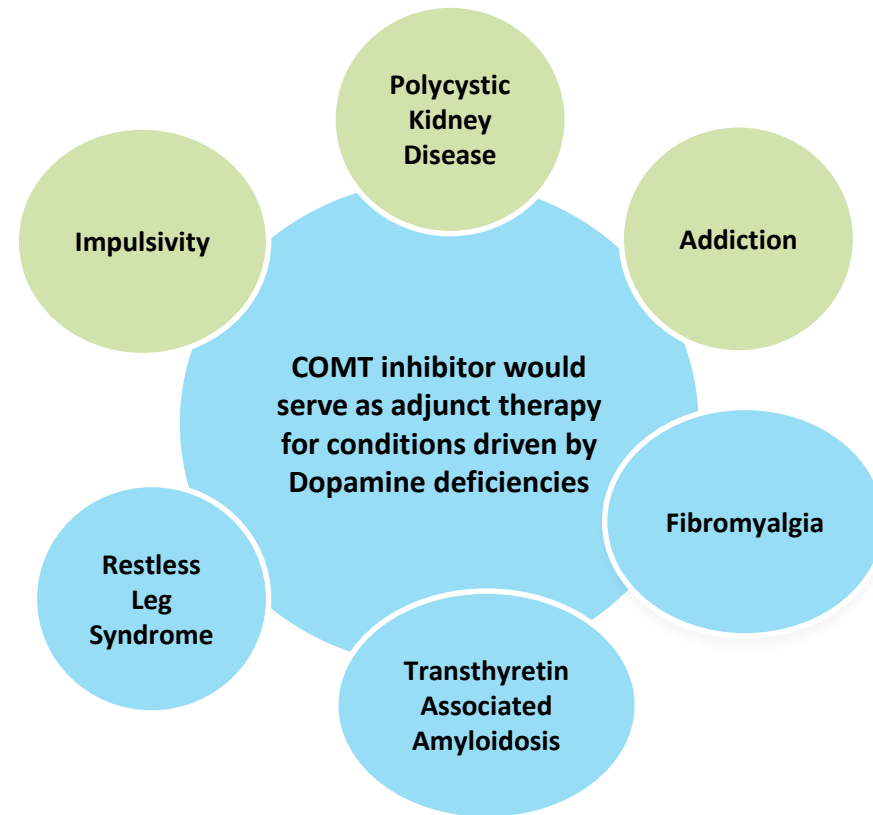 Polycystic
Kidney
Disease
Impulsivity
Addiction
COMT inhibitor would
serve as adjunct therapy
for conditions driven by
Dopamine deficiencies
Fibromyalgia
Restless
Leg
Syndrome
Transthyretin
Associated
Amyloidosis